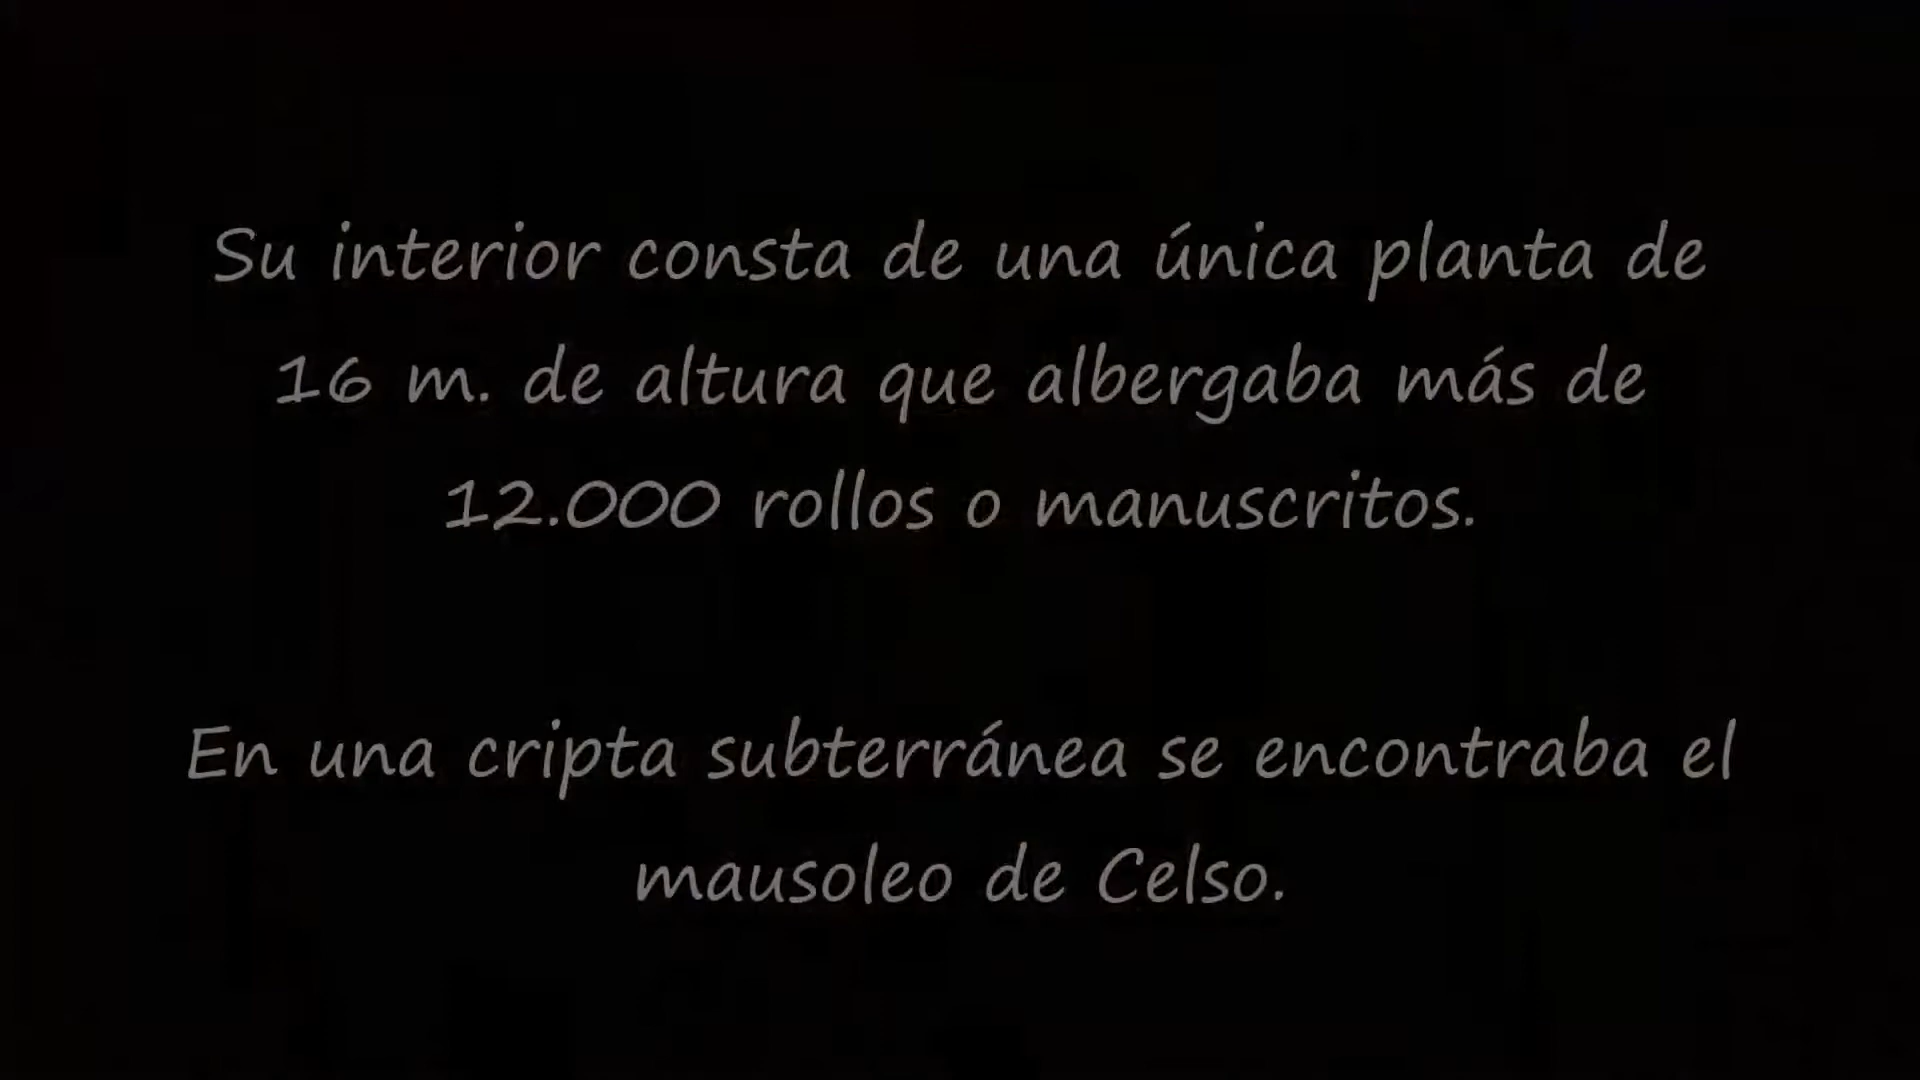 Su interior consta de una única planta de
16 m. de altura que albergaba más de
12.000 rollos o manuscritos.
En una cripta subterránea se encontraba el
mausoleo de Celso.